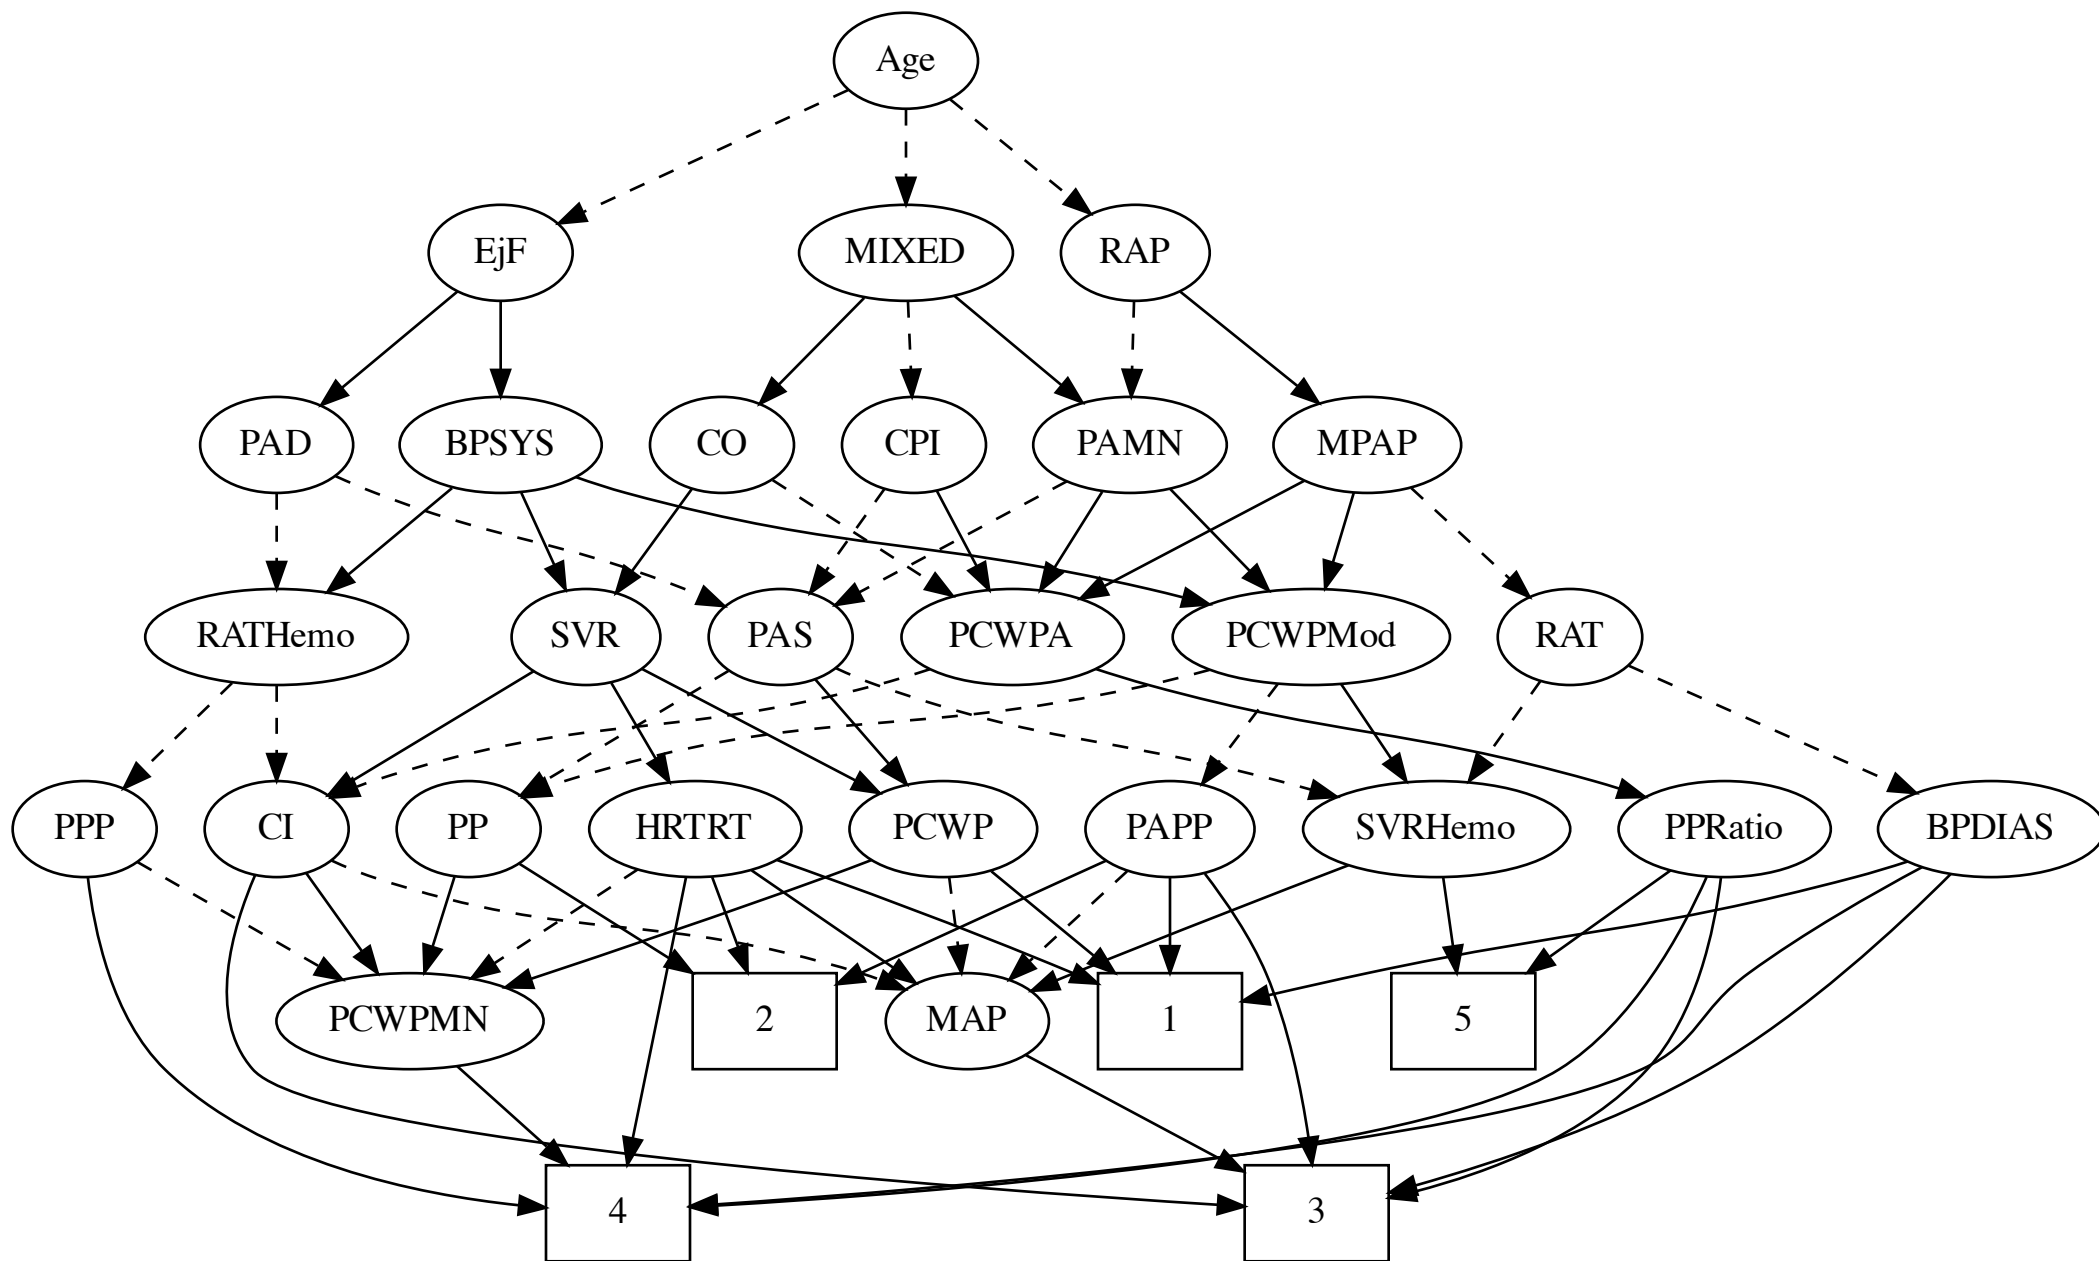 Age
EjF
MIXED
RAP
PAD
BPSYS
CO
CPI
PAMN
MPAP
RATHemo
SVR
PAS
PCWPA
PCWPMod
RAT
PPP
CI
PP
HRTRT
PCWP
PAPP
SVRHemo
PPRatio
BPDIAS
PCWPMN
2
MAP
1
5
4
3